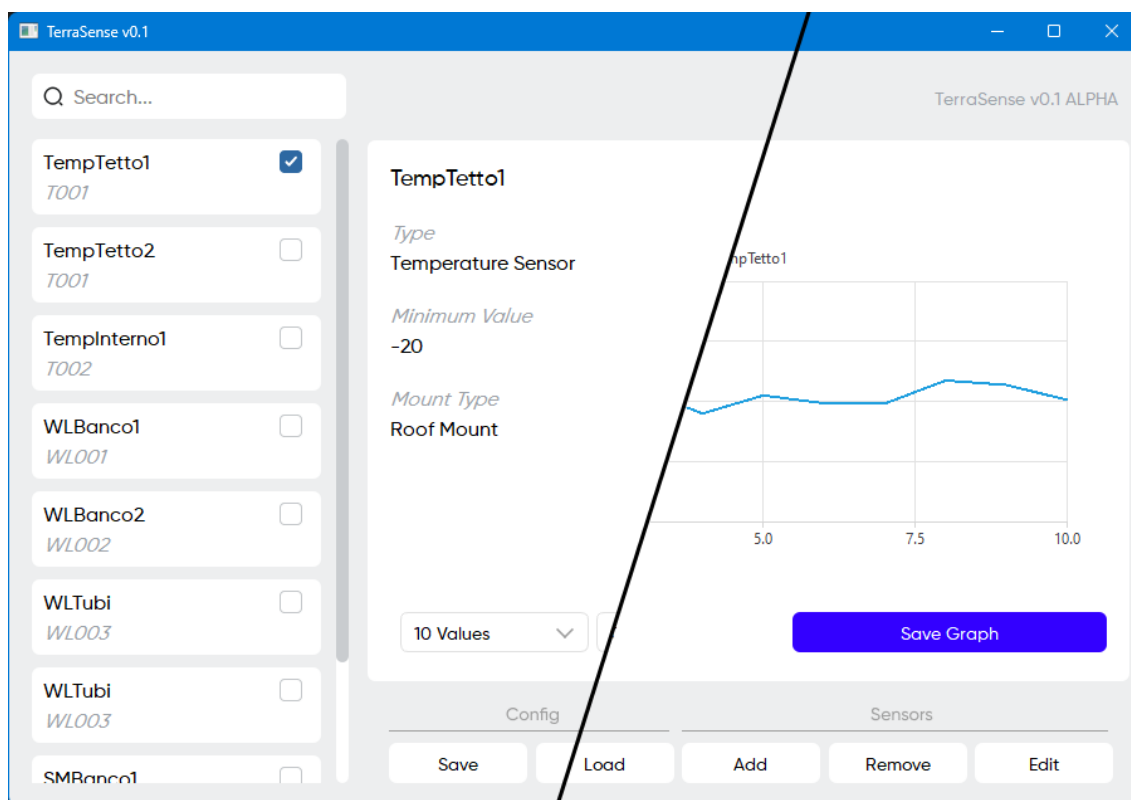 TerraSense v0.1
Search...
TerraSense v0.1 ALPHA
TempTetto1
T001
TempTetto2
T001
TempInterno1
T002
WLBanco1
WL001
WLBanco2
WL002
WLTubi
WL003
WLTubi
WL003
SMBanco1
TempTetto1
Type
Temperature Sensor
Minimum Value
-20
Mount Type
Roof Mount
npTetto1
5.0 7.5 10.0
10 Values
Save Graph
Config Sensors
Save Load Add Remove Edit